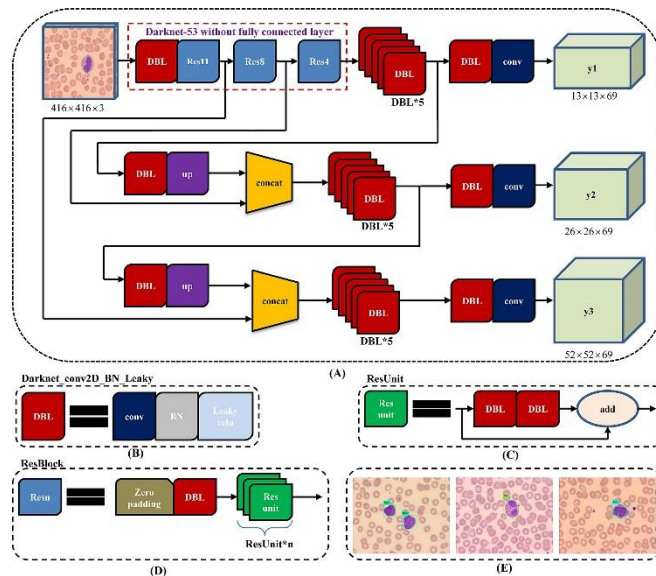 Darknet-53 without fully connected layer
DBL Res11 Res8 Res4 DBL conv y1
DBL
416×416×3
DBL*5
13×13×69
DBL up concat DBL DBL conv y2
DBL*5
26×26×69
DBL up concat DBL DBL conv y3
DBL*5
52×52×69
(A)
Darknet_conv2D_BN_Leaky
DBL conv BN Leaky relu
(B)
ResUnit
Res unit DBL DBL add
(C)
ResBlock
Resn Zero padding DBL Res unit
ResUnit*n
(D)
(E)